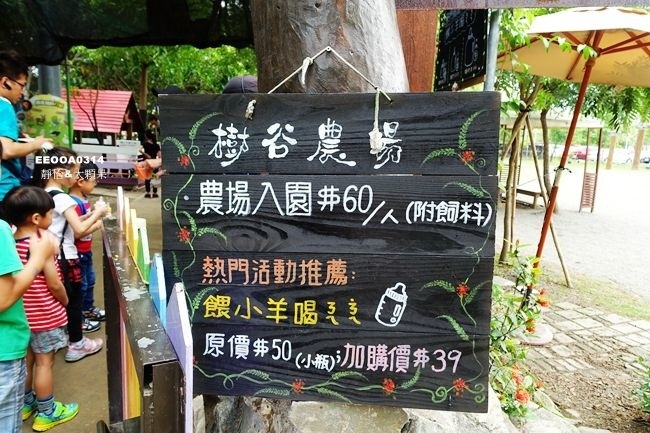 EEOOA0314
靜怡&大顆呆
樹谷農場
農場入園$60/人(附飼料)
熱門活動推薦:
餵小羊喝ㄋㄟㄋㄟ
原價$50(小瓶);加購價$39